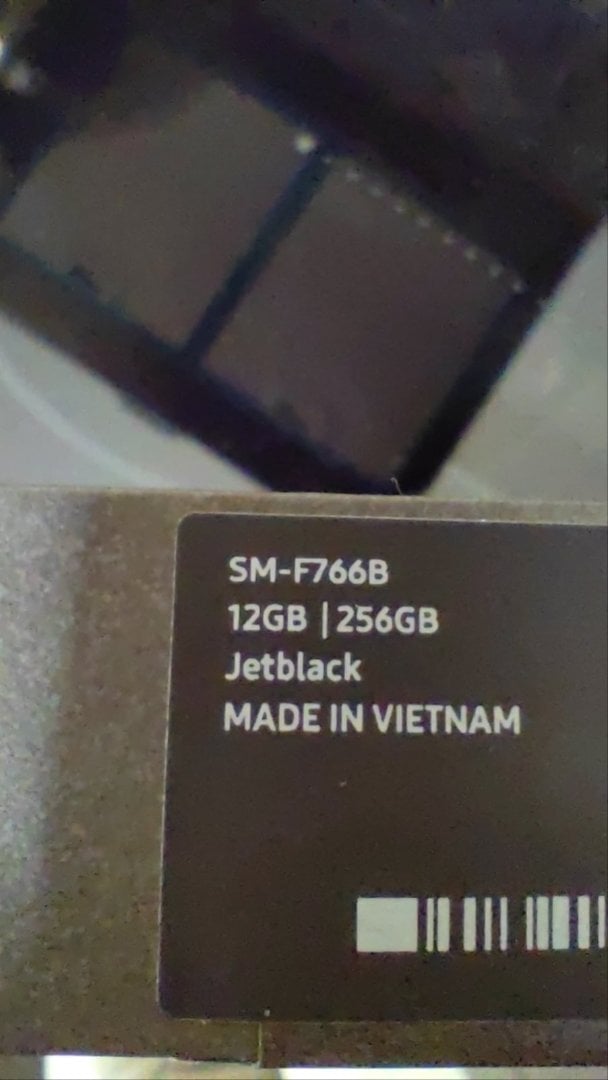 SM-F766B
12GB | 256GB
Jetblack
MADE IN VIETNAM